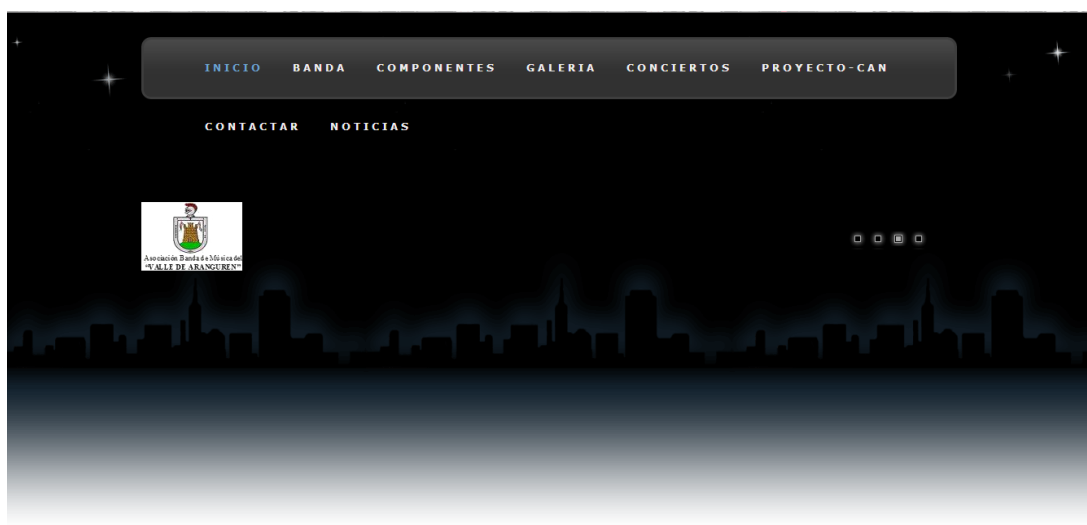 INICIO BANDA COMPONENTES GALERIA CONCIERTOS PROYECTO-CAN
CONTACTAR NOTICIAS
Asociación Banda de Música del
"VALLE DE ARANGUREN"